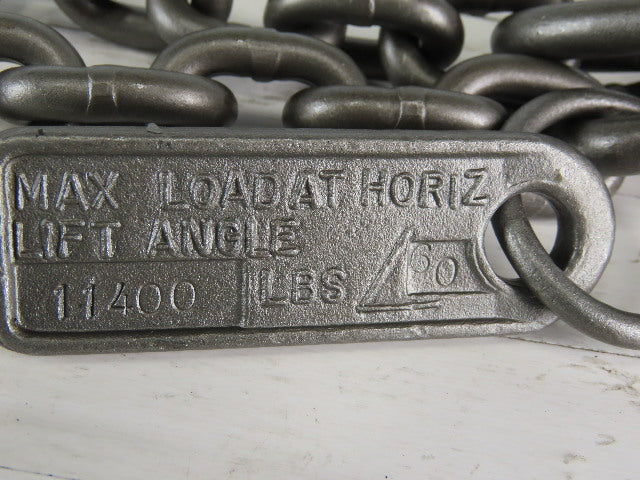 MAX LOAD AT HORIZ
LIFT ANGLE
11400 LBS 60